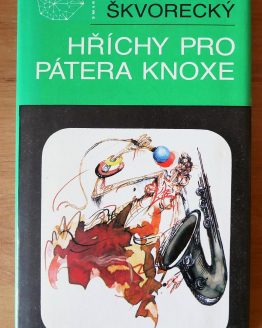 ŠKVORECKÝ
HŘÍCHY PRO
PÁTERA KNOXE